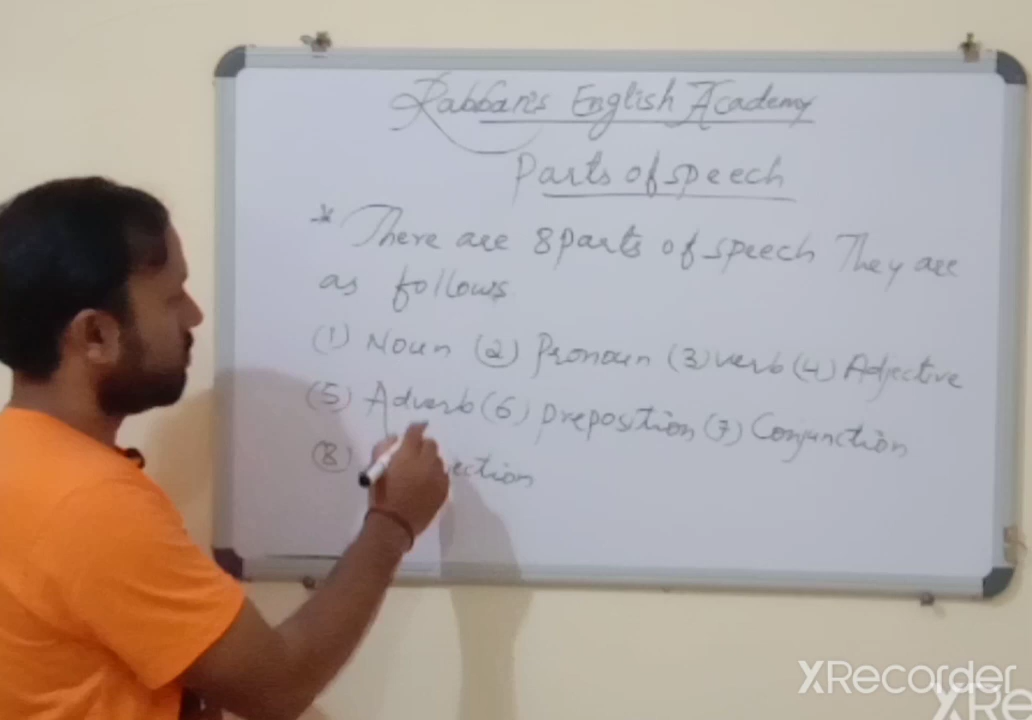 Rabbani's English Academy
Parts of speech
* There are 8 parts of speech They are
as follows
(1) Noun (2) Pronoun (3) verb (4) Adjective
(5) Adverb (6) preposition (7) Conjunction
(8) ection
XRecorder
XRe